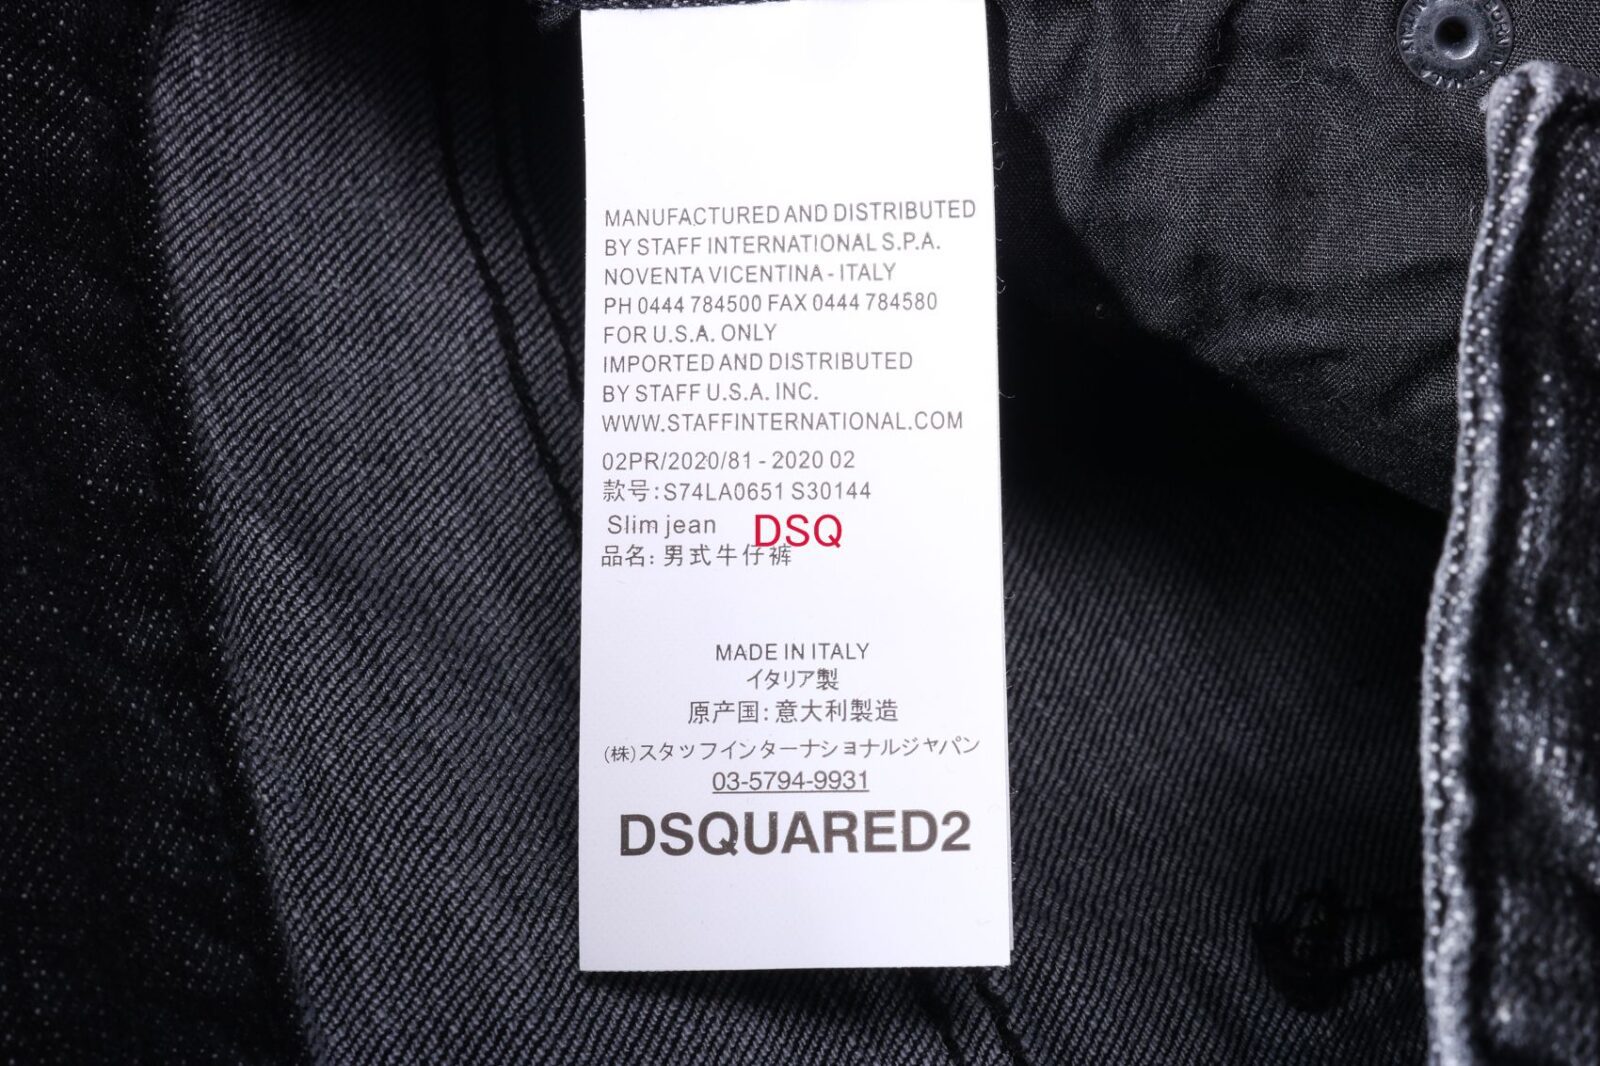 MANUFACTURED AND DISTRIBUTED
BY STAFF INTERNATIONAL S.P.A.
NOVENTA VICENTINA - ITALY
PH 0444 784500 FAX 0444 784580
FOR U.S.A. ONLY
IMPORTED AND DISTRIBUTED
BY STAFF U.S.A. INC.
WWW.STAFFINTERNATIONAL.COM
02PR/2020/81 - 2020 02
款号: S74LA0651 S30144
Slim jean DSQ
品名: 男式牛仔裤
MADE IN ITALY
イタリア製
原产国: 意大利製造
(株)スタッフインターナショナルジャパン
03-5794-9931
DSQUARED2